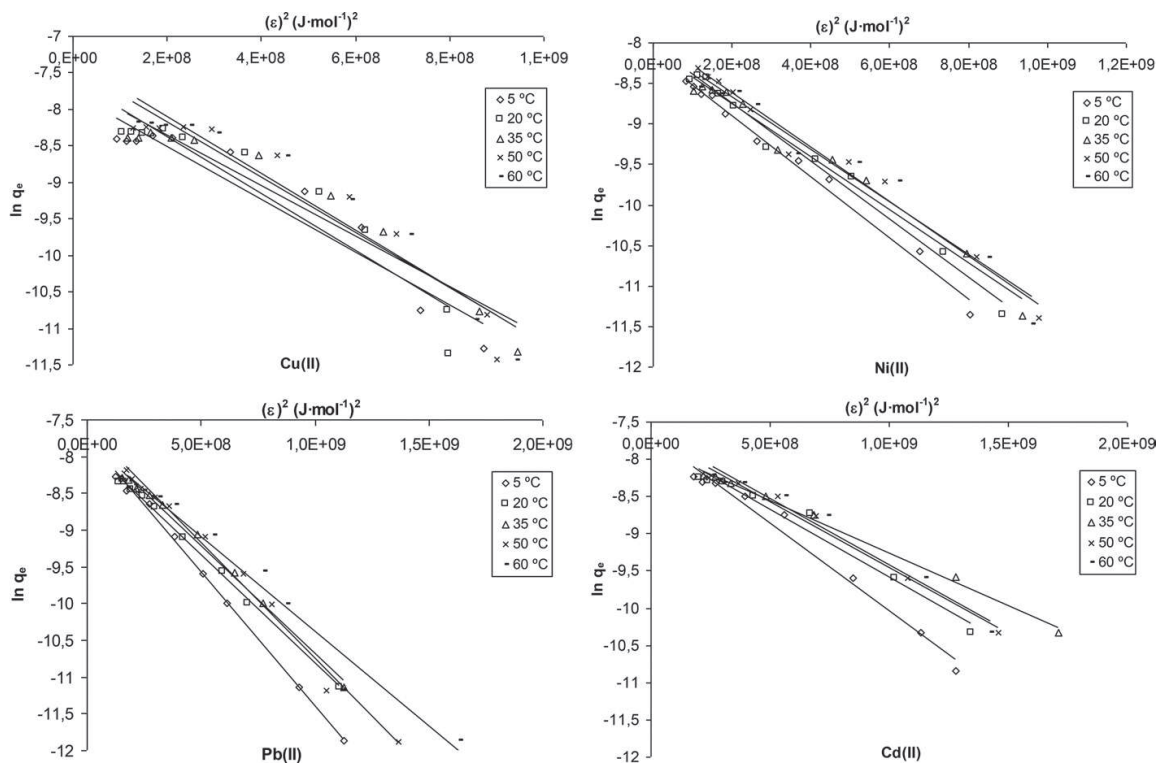 (ε)² (J·mol⁻¹)²
-7
0,E+00 2,E+08 4,E+08 6,E+08 8,E+08 1,E+09
-7,5
-8
-8,5
-9
-9,5
-10
-10,5
-11
-11,5
ln qₑ
5 ºC
20 ºC
35 ºC
50 ºC
60 ºC
Cu(II)
(ε)² (J·mol⁻¹)²
-8
0,0E+00 2,0E+08 4,0E+08 6,0E+08 8,0E+08 1,0E+09 1,2E+09
-8,5
-9
-9,5
-10
-10,5
-11
-11,5
-12
ln qₑ
5 ºC
20 ºC
35 ºC
50 ºC
60 ºC
Ni(II)
(ε)² (J·mol⁻¹)²
-7,5
0,0E+00 5,0E+08 1,0E+09 1,5E+09 2,0E+09
-8
-8,5
-9
-9,5
-10
-10,5
-11
-11,5
-12
ln qₑ
5 ºC
20 ºC
35 ºC
50 ºC
60 ºC
Pb(II)
(ε)² (J·mol⁻¹)²
-7,5
0,0E+00 5,0E+08 1,0E+09 1,5E+09 2,0E+09
-8
-8,5
-9
-9,5
-10
-10,5
-11
-11,5
-12
ln qₑ
5 ºC
20 ºC
35 ºC
50 ºC
60 ºC
Cd(II)